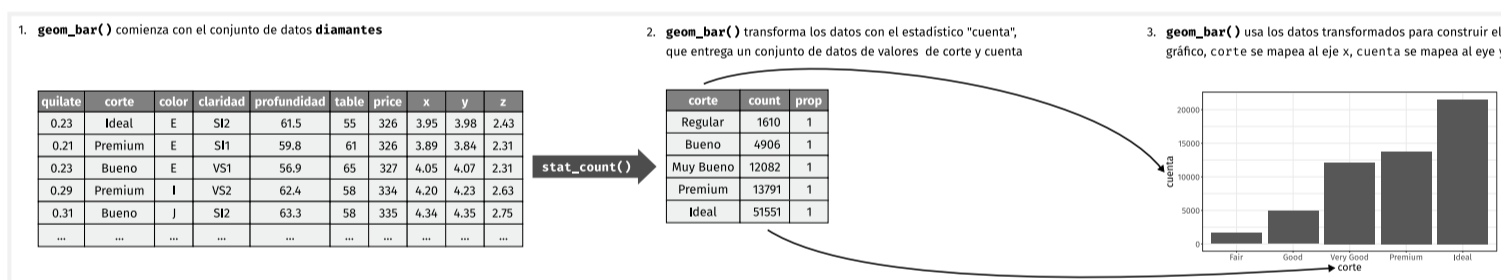 1. geom_bar() comienza con el conjunto de datos diamantes
quilate corte color claridad profundidad table price x y z
0.23 Ideal E SI2 61.5 55 326 3.95 3.98 2.43
0.21 Premium E SI1 59.8 61 326 3.89 3.84 2.31
0.23 Bueno E VS1 56.9 65 327 4.05 4.07 2.31
0.29 Premium I VS2 62.4 58 334 4.20 4.23 2.63
0.31 Bueno J SI2 63.3 58 335 4.34 4.35 2.75
... ... ... ... ... ... ... ... ... ...
stat_count()
2. geom_bar() transforma los datos con el estadístico "cuenta",
que entrega un conjunto de datos de valores de corte y cuenta
corte count prop
Regular 1610 1
Bueno 4906 1
Muy Bueno 12082 1
Premium 13791 1
Ideal 51551 1
3. geom_bar() usa los datos transformados para construir el
gráfico, corte se mapea al eje x, cuenta se mapea al eye y
cuenta
20000
15000
10000
5000
0
Fair Good Very Good Premium Ideal
corte